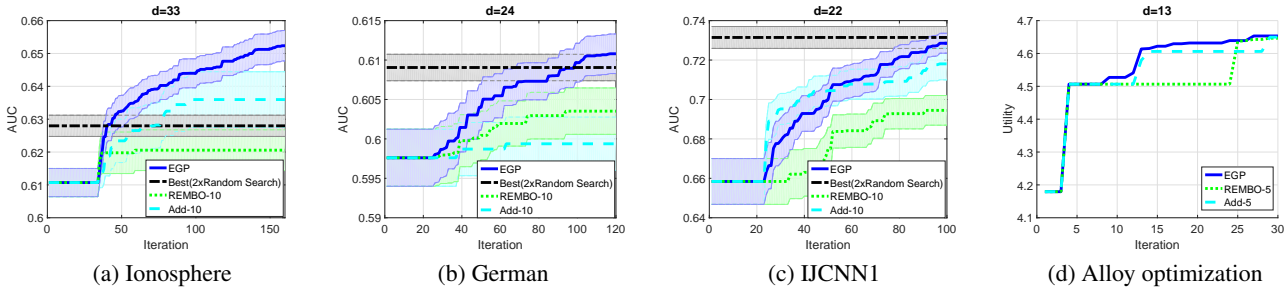 d=33
AUC
0.66
0.65
0.64
0.63
0.62
0.61
0.6
0 50 100 150
Iteration
EGP
Best(2xRandom Search)
REMBO-10
Add-10
(a) Ionosphere
d=24
AUC
0.615
0.61
0.605
0.6
0.595
0.59
0 20 40 60 80 100 120
Iteration
EGP
Best(2xRandom Search)
REMBO-10
Add-10
(b) German
d=22
AUC
0.74
0.72
0.7
0.68
0.66
0.64
0 20 40 60 80 100
Iteration
EGP
Best(2xRandom Search)
REMBO-10
Add-10
(c) IJCNN1
d=13
Utility
4.7
4.6
4.5
4.4
4.3
4.2
4.1
0 5 10 15 20 25 30
Iteration
EGP
REMBO-5
Add-5
(d) Alloy optimization